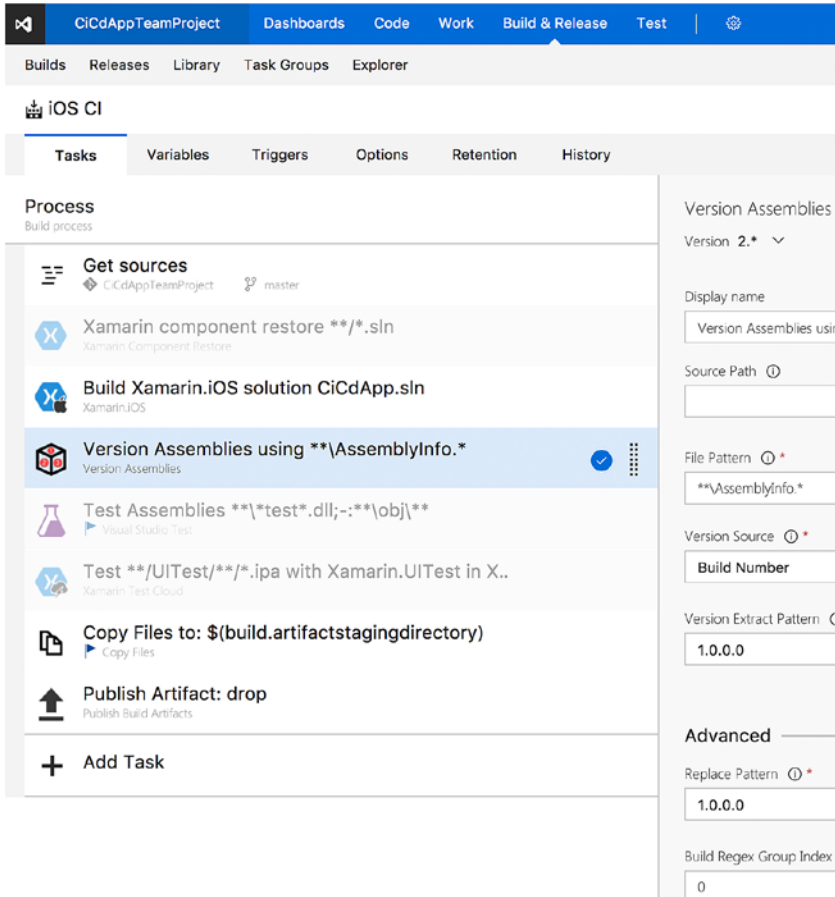 CiCdAppTeamProject Dashboards Code Work Build & Release Test
Builds Releases Library Task Groups Explorer
iOS CI
Tasks Variables Triggers Options Retention History
Process
Build process
Get sources
CiCdAppTeamProject master
Xamarin component restore **/*.sln
Xamarin Component Restore
Build Xamarin.iOS solution CiCdApp.sln
Xamarin.iOS
Version Assemblies using **\AssemblyInfo.*
Version Assemblies
Test Assemblies **\*test*.dll;-:**\obj\**
Visual Studio Test
Test **/UITest/**/*.ipa with Xamarin.UITest in X..
Xamarin Test Cloud
Copy Files to: $(build.artifactstagingdirectory)
Copy Files
Publish Artifact: drop
Publish Build Artifacts
Add Task
Version Assemblies
Version 2.*
Display name
Version Assemblies usin
Source Path
File Pattern *
**\AssemblyInfo.*
Version Source *
Build Number
Version Extract Pattern
1.0.0.0
Advanced
Replace Pattern *
1.0.0.0
Build Regex Group Index
0